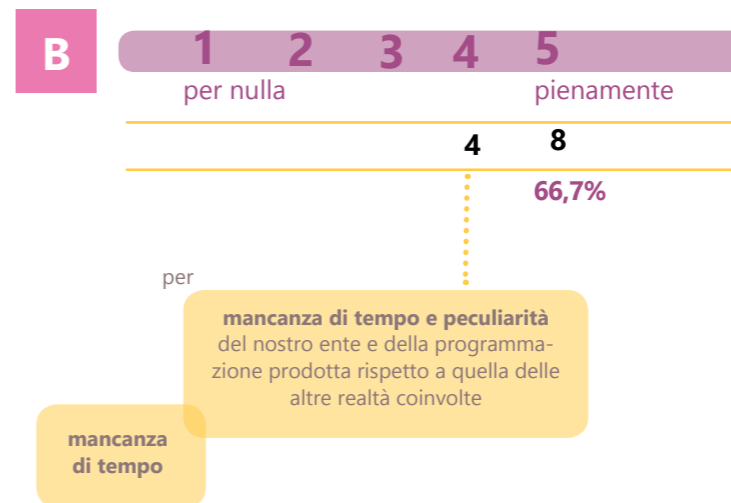 B
1 2 3 4 5
per nulla pienamente
4 8
66,7%
per
mancanza di tempo e peculiarità
del nostro ente e della programma-
zione prodotta rispetto a quella delle
altre realtà coinvolte
mancanza
di tempo